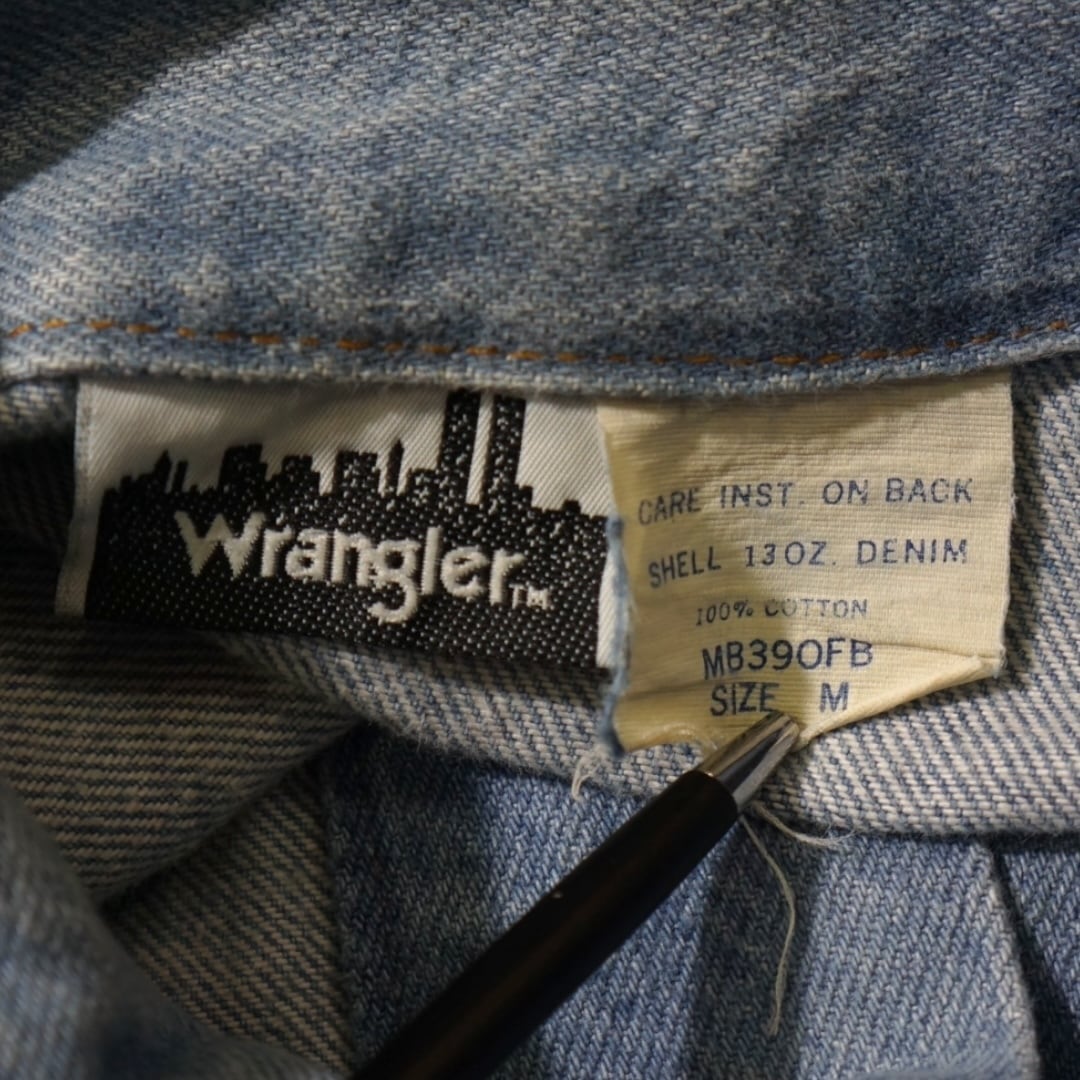 Wrangler™
CARE INST. ON BACK
SHELL 13OZ. DENIM
100% COTTON
MB390FB
SIZE M